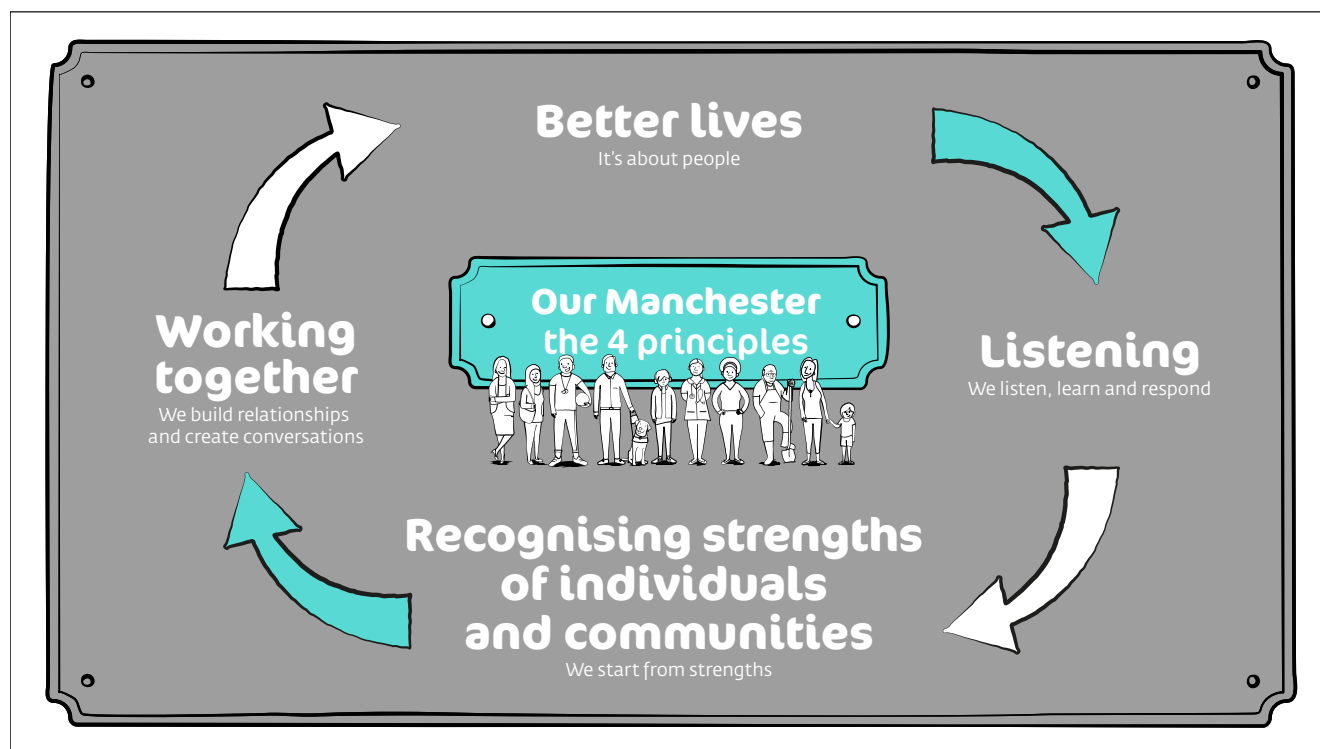 Better lives
It's about people
Our Manchester
the 4 principles
Working
together
We build relationships
and create conversations
Listening
We listen, learn and respond
Recognising strengths
of individuals
and communities
We start from strengths